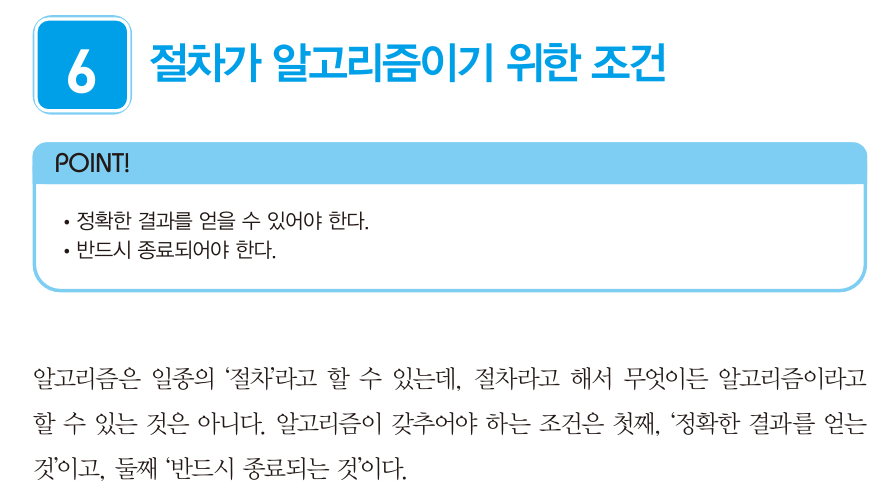 6 절차가 알고리즘이기 위한 조건
POINT!
• 정확한 결과를 얻을 수 있어야 한다.
• 반드시 종료되어야 한다.
알고리즘은 일종의 ‘절차’라고 할 수 있는데, 절차라고 해서 무엇이든 알고리즘이라고
할 수 있는 것은 아니다. 알고리즘이 갖추어야 하는 조건은 첫째, ‘정확한 결과를 얻는
것’이고, 둘째 ‘반드시 종료되는 것’이다.